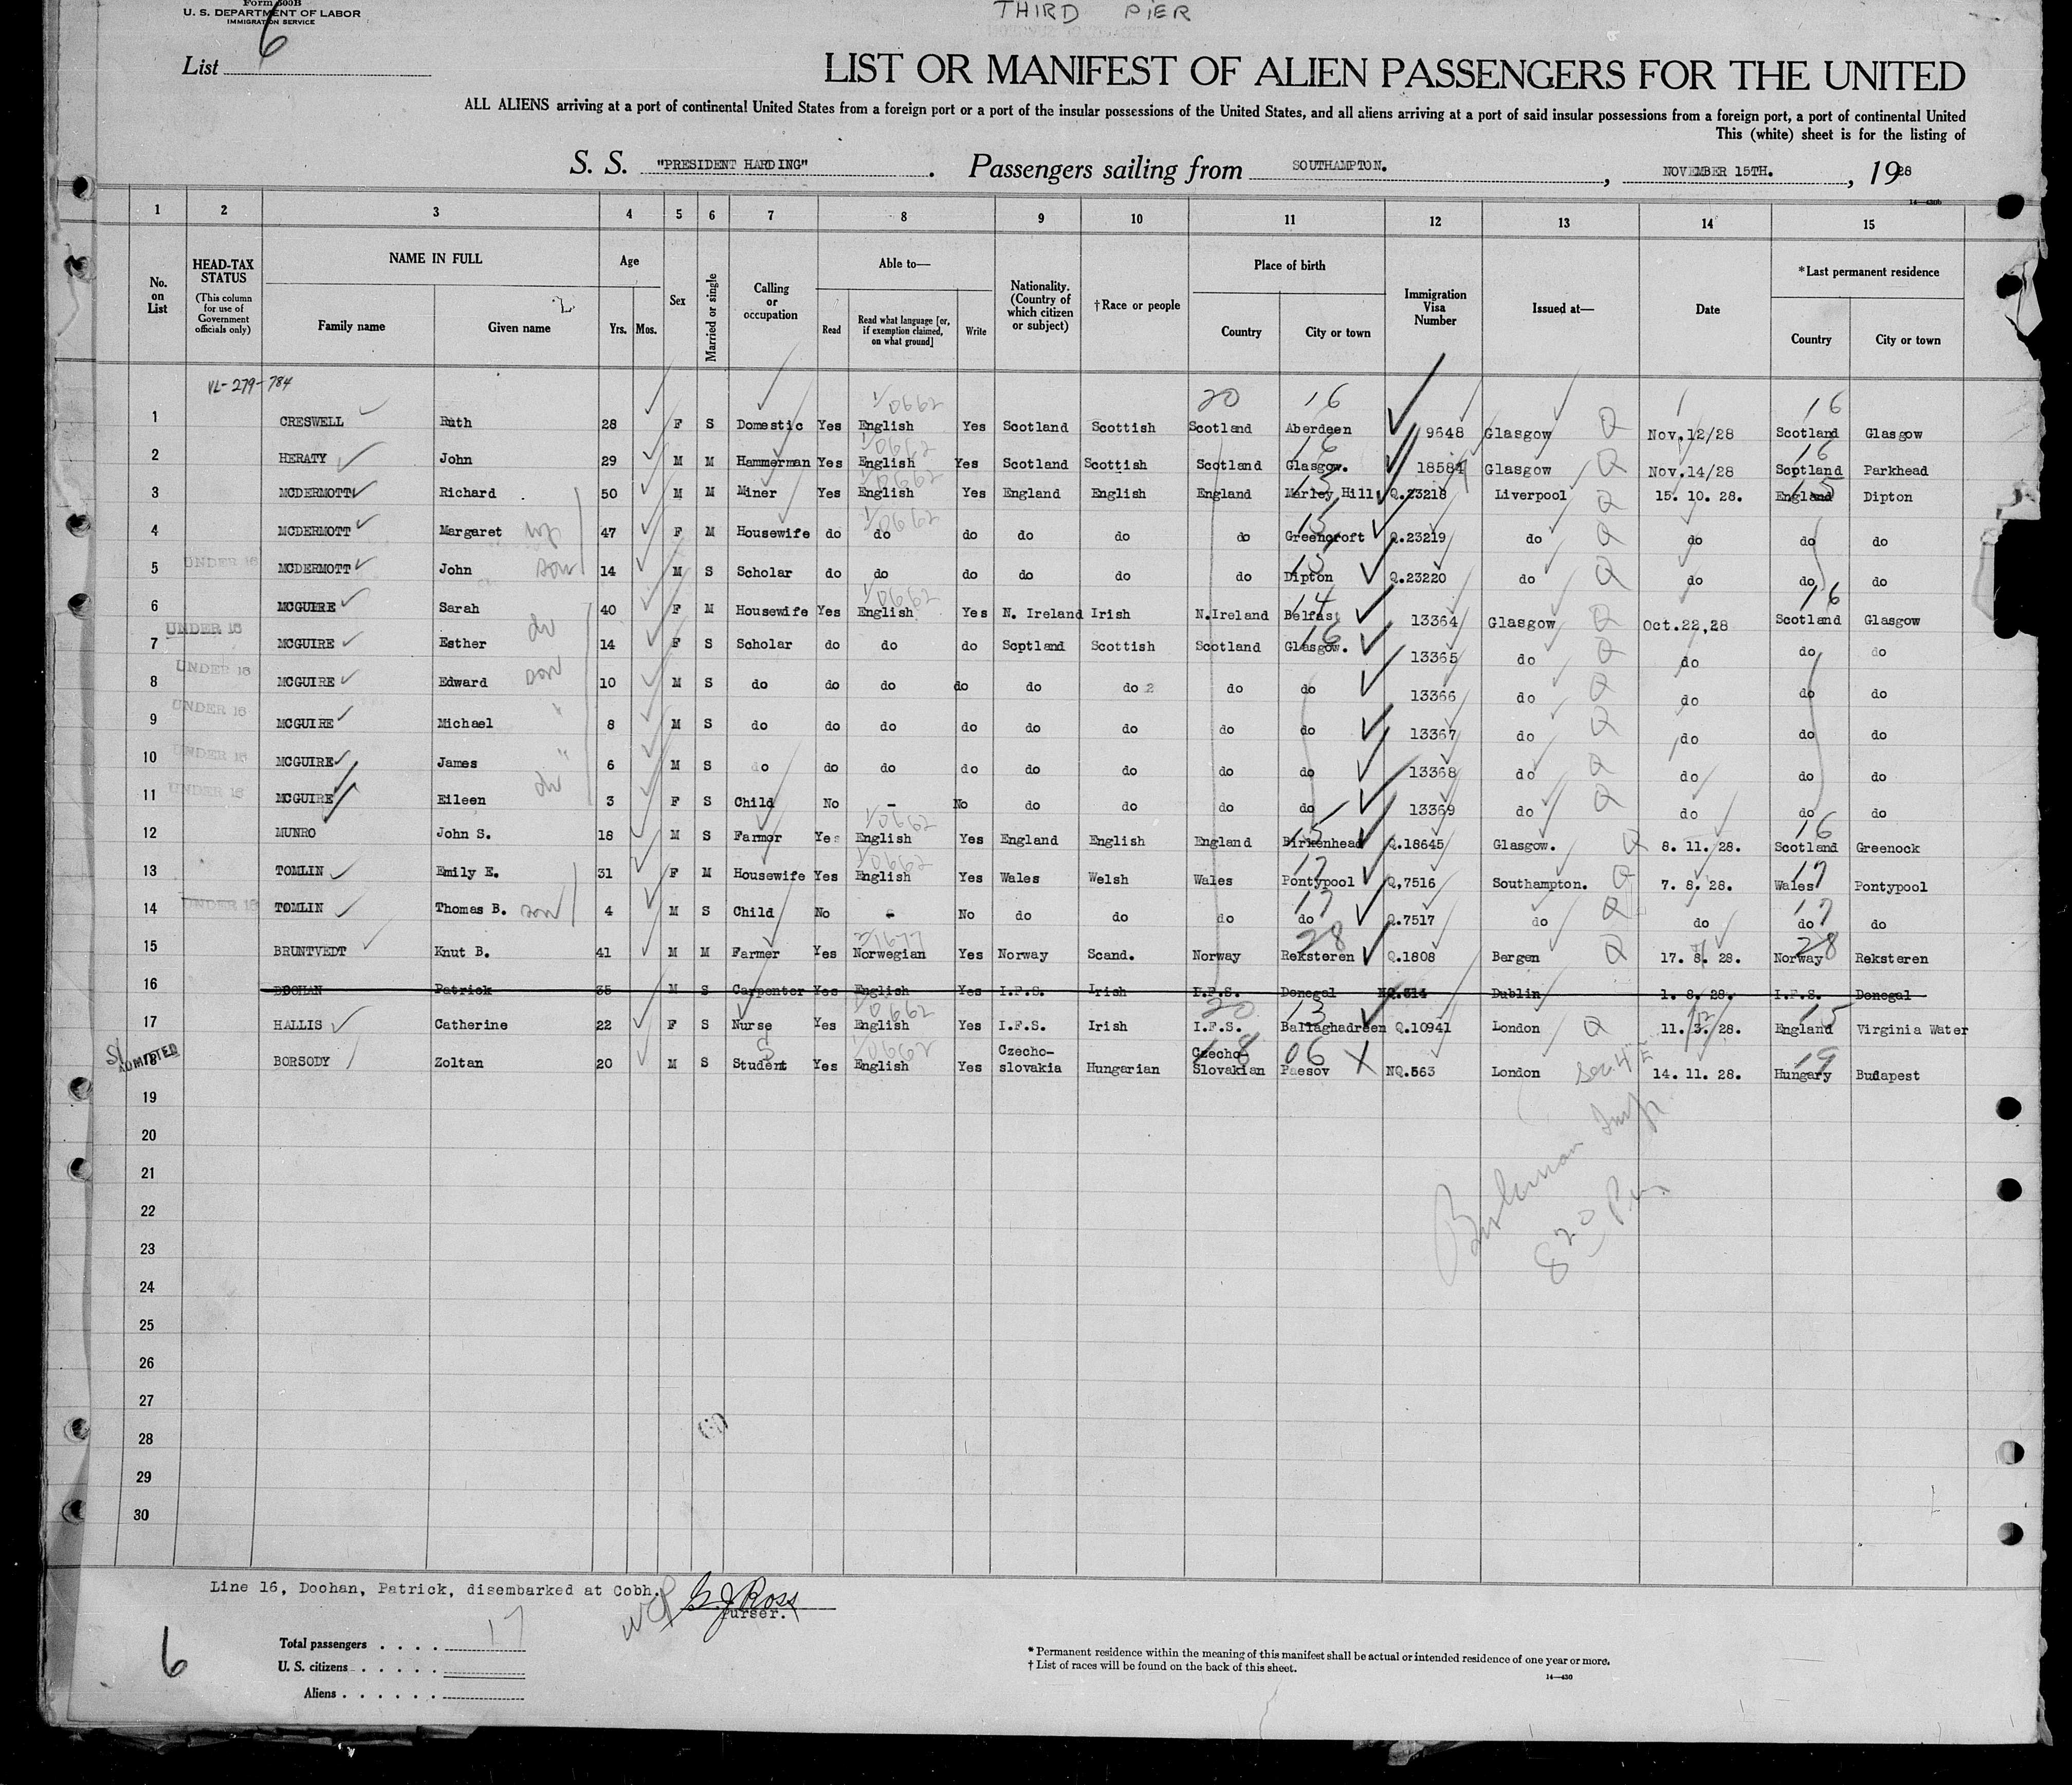 THIRD PIER
Form 500B
U. S. DEPARTMENT OF LABOR
IMMIGRATION SERVICE
List 6
LIST OR MANIFEST OF ALIEN PASSENGERS FOR THE UNITED
ALL ALIENS arriving at a port of continental United States from a foreign port or a port of the insular possessions of the United States, and all aliens arriving at a port of said insular possessions from a foreign port, a port of continental United
This (white) sheet is for the listing of
S. S. "PRESIDENT HARDING" . Passengers sailing from SOUTHAMPTON. , NOVEMBER 15TH. , 1928
1 2 3 4 5 6 7 8 9 10 11 12 13 14 15
No. on List HEAD-TAX STATUS (This column for use of Government officials only) NAME IN FULL Family name Given name Age Yrs. Mos. Sex Married or single Calling or occupation Able to— Read Read what language [or, if exemption claimed, on what ground] Write Nationality. (Country of which citizen or subject) †Race or people Place of birth Country City or town Immigration Visa Number Issued at— Date *Last permanent residence Country City or town
VL-279-784
1 CRESWELL Ruth 28 F S Domestic Yes English Yes Scotland Scottish Scotland Aberdeen 9648 Glasgow Q Nov.12/28 Scotland Glasgow
2 HERATY John 29 M M Hammerman Yes English Yes Scotland Scottish Scotland Glasgow. 18584 Glasgow Q Nov.14/28 Scotland Parkhead
3 MCDERMOTT Richard . 50 M M Miner Yes English Yes England English England Marley Hill Q.23218 Liverpool Q 15. 10. 28. England Dipton
4 MCDERMOTT Margaret 47 F M Housewife do do do do do do Greencroft Q.23219 do Q do do do
5 UNDER 16 MCDERMOTT John son 14 M S Scholar do do do do do do Dipton Q.23220 do Q do do do
6 MCGUIRE Sarah 40 F M Housewife Yes English Yes N. Ireland Irish N.Ireland Belfast 13364 Glasgow Q Oct.22,28 Scotland Glasgow
7 UNDER 16 MCGUIRE Esther 14 F S Scholar do do do Scotland Scottish Scotland Glasgow. 13365 do Q do do do
8 UNDER 16 MCGUIRE Edward son 10 M S do do do do do do do do 13366 do Q do do do
9 UNDER 16 MCGUIRE Michael " 8 M S do do do do do do do do 13367 do Q do do do
10 UNDER 16 MCGUIRE James " 6 M S do do do do do do do do 13368 do Q do do do
11 UNDER 16 MCGUIRE Eileen 3 F S Child No - No do do do do 13369 do Q do do do
12 MUNRO John S. 18 M S Farmer Yes English Yes England English England Birkenhead Q.18645 Glasgow. Q 8. 11. 28. Scotland Greenock
13 TOMLIN Emily E. 31 F M Housewife Yes English Yes Wales Welsh Wales Pontypool Q.7516 Southampton. Q 7. 8. 28. Wales Pontypool
14 UNDER 16 TOMLIN Thomas B. son 4 M S Child No - No do do do do Q.7517 do Q do do do
15 BRUNTVEDT Knut B. 41 M M Farmer Yes Norwegian Yes Norway Scand. Norway Reksteren Q.1808 Bergen Q 17. 8. 28. Norway Reksteren
16 DOOHAN Patrick 35 M S Carpenter Yes English Yes I.F.S. Irish I.F.S. Donegal NQ.614 Dublin 1. 8. 28. I.F.S. Donegal
17 HALLIS Catherine 22 F S Nurse Yes English Yes I.F.S. Irish I.F.S. Ballaghadreen Q.10941 London Q 11. 3. 28. England Virginia Water
18 ADMITTED BORSODY Zoltan 20 M S Student Yes English Yes Czecho-slovakia Hungarian Czecho-Slovakian Paesov NQ.563 London Sec 4 E 14. 11. 28. Hungary Budapest
19
20
21
22
23
24
25
26
27
28
29
30
Line 16, Doohan, Patrick, disembarked at Cobh.
G. J. Ross
Purser.
6
Total passengers . . . . 17
U. S. citizens . . . . . .
Aliens . . . . . .
* Permanent residence within the meaning of this manifest shall be actual or intended residence of one year or more.
† List of races will be found on the back of this sheet.
14—430